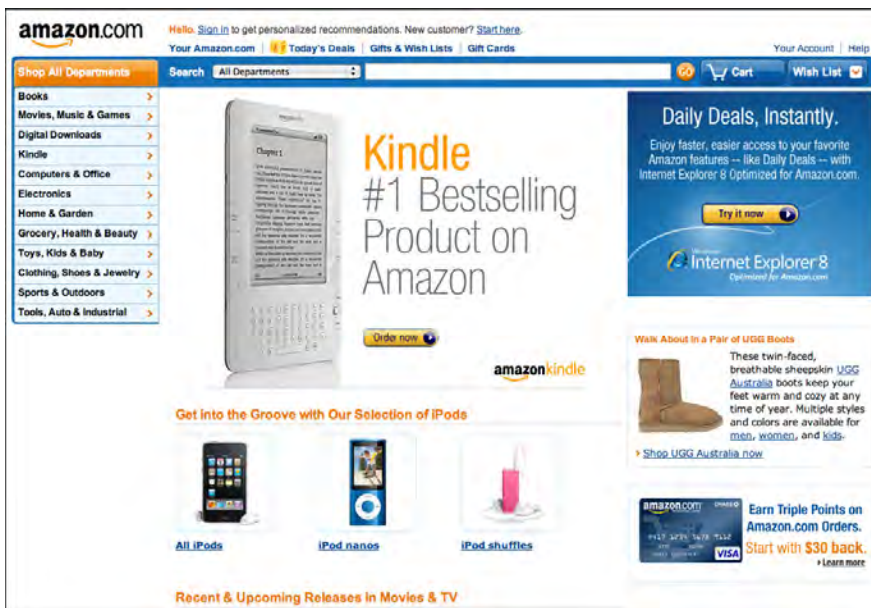 amazon.com
Hello. Sign in to get personalized recommendations. New customer? Start here.
Your Amazon.com | Today's Deals | Gifts & Wish Lists | Gift Cards
Your Account | Help
Shop All Departments
Search All Departments
GO
Cart
Wish List
Books
Movies, Music & Games
Digital Downloads
Kindle
Computers & Office
Electronics
Home & Garden
Grocery, Health & Beauty
Toys, Kids & Baby
Clothing, Shoes & Jewelry
Sports & Outdoors
Tools, Auto & Industrial
Chapter 1
Kindle
#1 Bestselling
Product on
Amazon
Order now
amazonkindle
Daily Deals, Instantly.
Enjoy faster, easier access to your favorite
Amazon features -- like Daily Deals -- with
Internet Explorer 8 Optimized for Amazon.com.
Try it now
Windows
Internet Explorer 8
Optimized for Amazon.com
Walk About in a Pair of UGG Boots
These twin-faced,
breathable sheepskin UGG
Australia boots keep your
feet warm and cozy at any
time of year. Multiple styles
and colors are available for
men, women, and kids.
Shop UGG Australia now
Get into the Groove with Our Selection of iPods
All iPods
iPod nanos
iPod shuffles
amazon.com
CHASE
VISA
Earn Triple Points on
Amazon.com Orders.
Start with $30 back.
Learn more
Recent & Upcoming Releases in Movies & TV